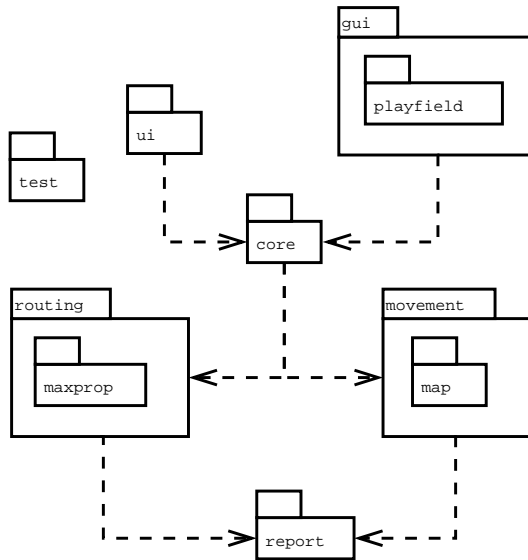 gui
playfield
ui
test
core
routing
movement
maxprop
map
report